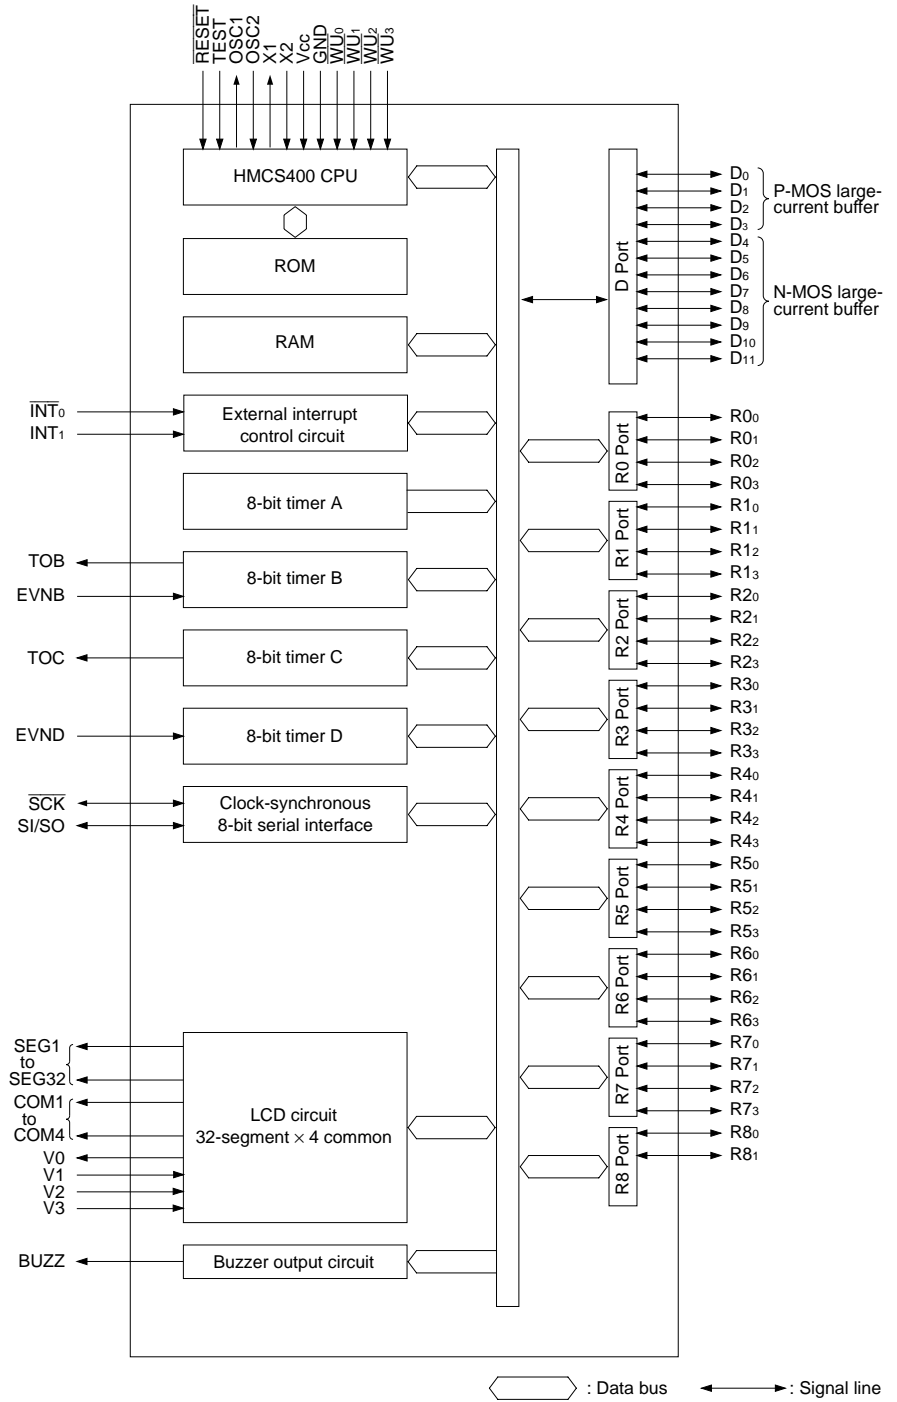 RESET
TEST
OSC1
OSC2
X1
X2
Vcc
GND
WU0
WU1
WU2
WU3
HMCS400 CPU
ROM
RAM
INT0
INT1
External interrupt
control circuit
8-bit timer A
TOB
EVNB
8-bit timer B
TOC
8-bit timer C
EVND
8-bit timer D
SCK
SI/SO
Clock-synchronous
8-bit serial interface
SEG1
to
SEG32
COM1
to
COM4
V0
V1
V2
V3
LCD circuit
32-segment × 4 common
BUZZ
Buzzer output circuit
D Port
D0
D1
D2
D3
D4
D5
D6
D7
D8
D9
D10
D11
P-MOS large-
current buffer
N-MOS large-
current buffer
R0 Port
R00
R01
R02
R03
R1 Port
R10
R11
R12
R13
R2 Port
R20
R21
R22
R23
R3 Port
R30
R31
R32
R33
R4 Port
R40
R41
R42
R43
R5 Port
R50
R51
R52
R53
R6 Port
R60
R61
R62
R63
R7 Port
R70
R71
R72
R73
R8 Port
R80
R81
: Data bus
: Signal line